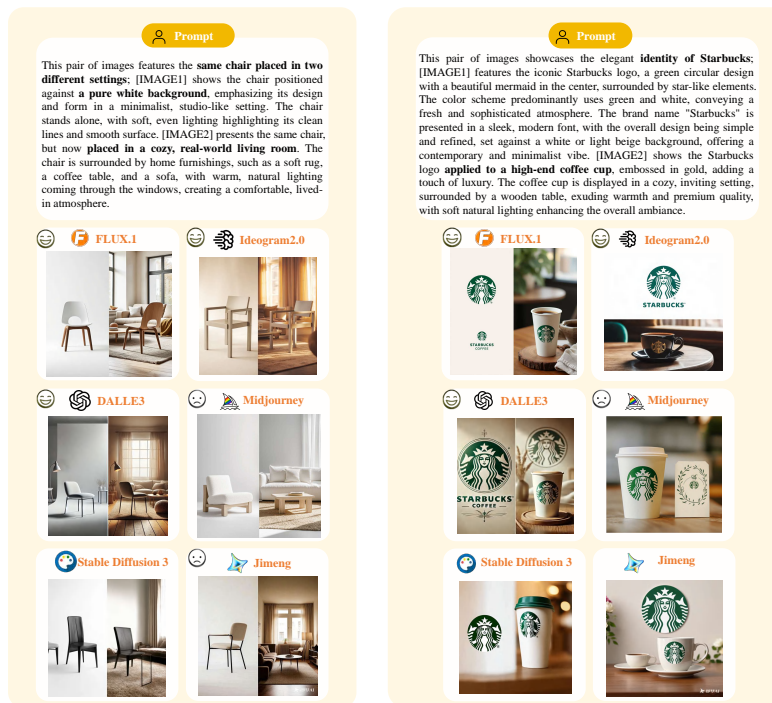 Prompt
This pair of images features the same chair placed in two
different settings; [IMAGE1] shows the chair positioned
against a pure white background, emphasizing its design
and form in a minimalist, studio-like setting. The chair
stands alone, with soft, even lighting highlighting its clean
lines and smooth surface. [IMAGE2] presents the same chair,
but now placed in a cozy, real-world living room. The
chair is surrounded by home furnishings, such as a soft rug,
a coffee table, and a sofa, with warm, natural lighting
coming through the windows, creating a comfortable, lived-
in atmosphere.
FLUX.1
Ideogram2.0
DALLE3
Midjourney
Stable Diffusion 3
Jimeng
Prompt
This pair of images showcases the elegant identity of Starbucks;
[IMAGE1] features the iconic Starbucks logo, a green circular design
with a beautiful mermaid in the center, surrounded by star-like elements.
The color scheme predominantly uses green and white, conveying a
fresh and sophisticated atmosphere. The brand name "Starbucks" is
presented in a sleek, modern font, with the overall design being simple
and refined, set against a white or light beige background, offering a
contemporary and minimalist vibe. [IMAGE2] shows the Starbucks
logo applied to a high-end coffee cup, embossed in gold, adding a
touch of luxury. The coffee cup is displayed in a cozy, inviting setting,
surrounded by a wooden table, exuding warmth and premium quality,
with soft natural lighting enhancing the overall ambiance.
FLUX.1
STARBUCKS
COFFEE
Ideogram2.0
STARBUCKS
DALLE3
STARBUCKS
COFFEE
Midjourney
Stable Diffusion 3
Jimeng